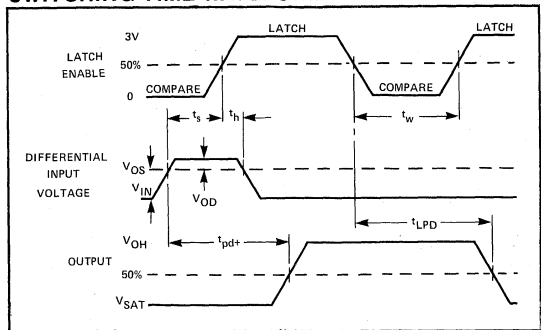 LATCH
LATCH
3V
LATCH
ENABLE
50%
COMPARE
COMPARE
0
ts
th
tw
DIFFERENTIAL
INPUT
VOLTAGE
VOS
VIN
VOD
tLPD
VOH
tpd+
OUTPUT
50%
VSAT